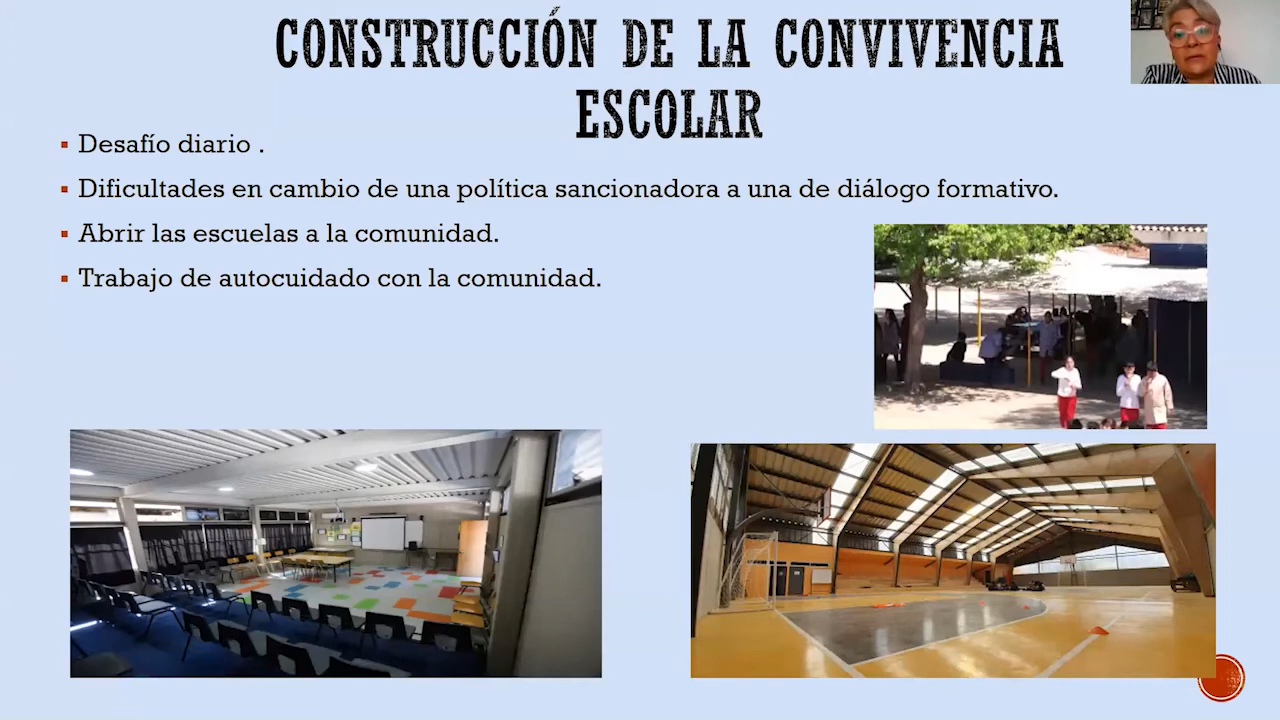 CONSTRUCCIÓN DE LA CONVIVENCIA
ESCOLAR
Desafío diario .
Dificultades en cambio de una política sancionadora a una de diálogo formativo.
Abrir las escuelas a la comunidad.
Trabajo de autocuidado con la comunidad.